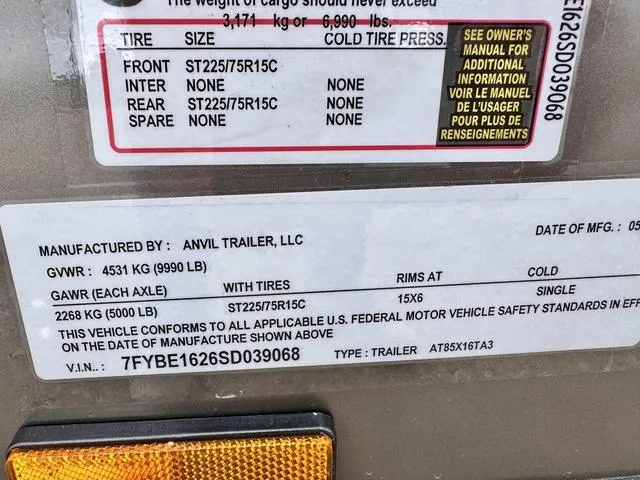 The weight of cargo should never exceed
3,171 kg or 6,990 lbs.
TIRE SIZE COLD TIRE PRESS.
FRONT ST225/75R15C
INTER NONE NONE
REAR ST225/75R15C NONE
SPARE NONE NONE
SEE OWNER'S
MANUAL FOR
ADDITIONAL
INFORMATION
VOIR LE MANUEL
DE L'USAGER
POUR PLUS DE
RENSEIGNEMENTS
E1626SD039068
MANUFACTURED BY : ANVIL TRAILER, LLC DATE OF MFG. : 05
GVWR : 4531 KG (9990 LB)
GAWR (EACH AXLE) WITH TIRES RIMS AT COLD
2268 KG (5000 LB) ST225/75R15C 15X6 SINGLE
THIS VEHICLE CONFORMS TO ALL APPLICABLE U.S. FEDERAL MOTOR VEHICLE SAFETY STANDARDS IN EFF
ON THE DATE OF MANUFACTURE SHOWN ABOVE
V.I.N.. : 7FYBE1626SD039068 TYPE : TRAILER AT85X16TA3